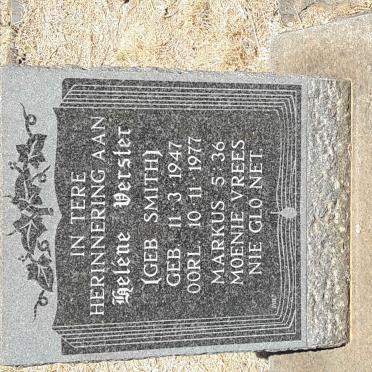 IN TERE
HERINNERING AAN
Helene Verster
(GEB SMITH)
GEB. 11·3·1947
OORL. 10·11·1977
MARKUS 5:36
MOENIE VREES
NIE GLO NET.